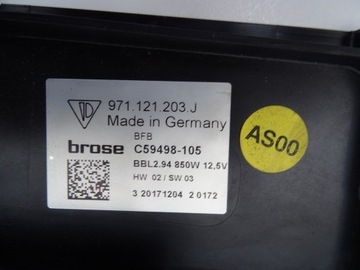 971.121.203.J
Made in Germany
BFB
brose C59498-105
BBL2.94 850W 12,5V
HW 02 / SW 03
3 20171204 2 0172
AS00